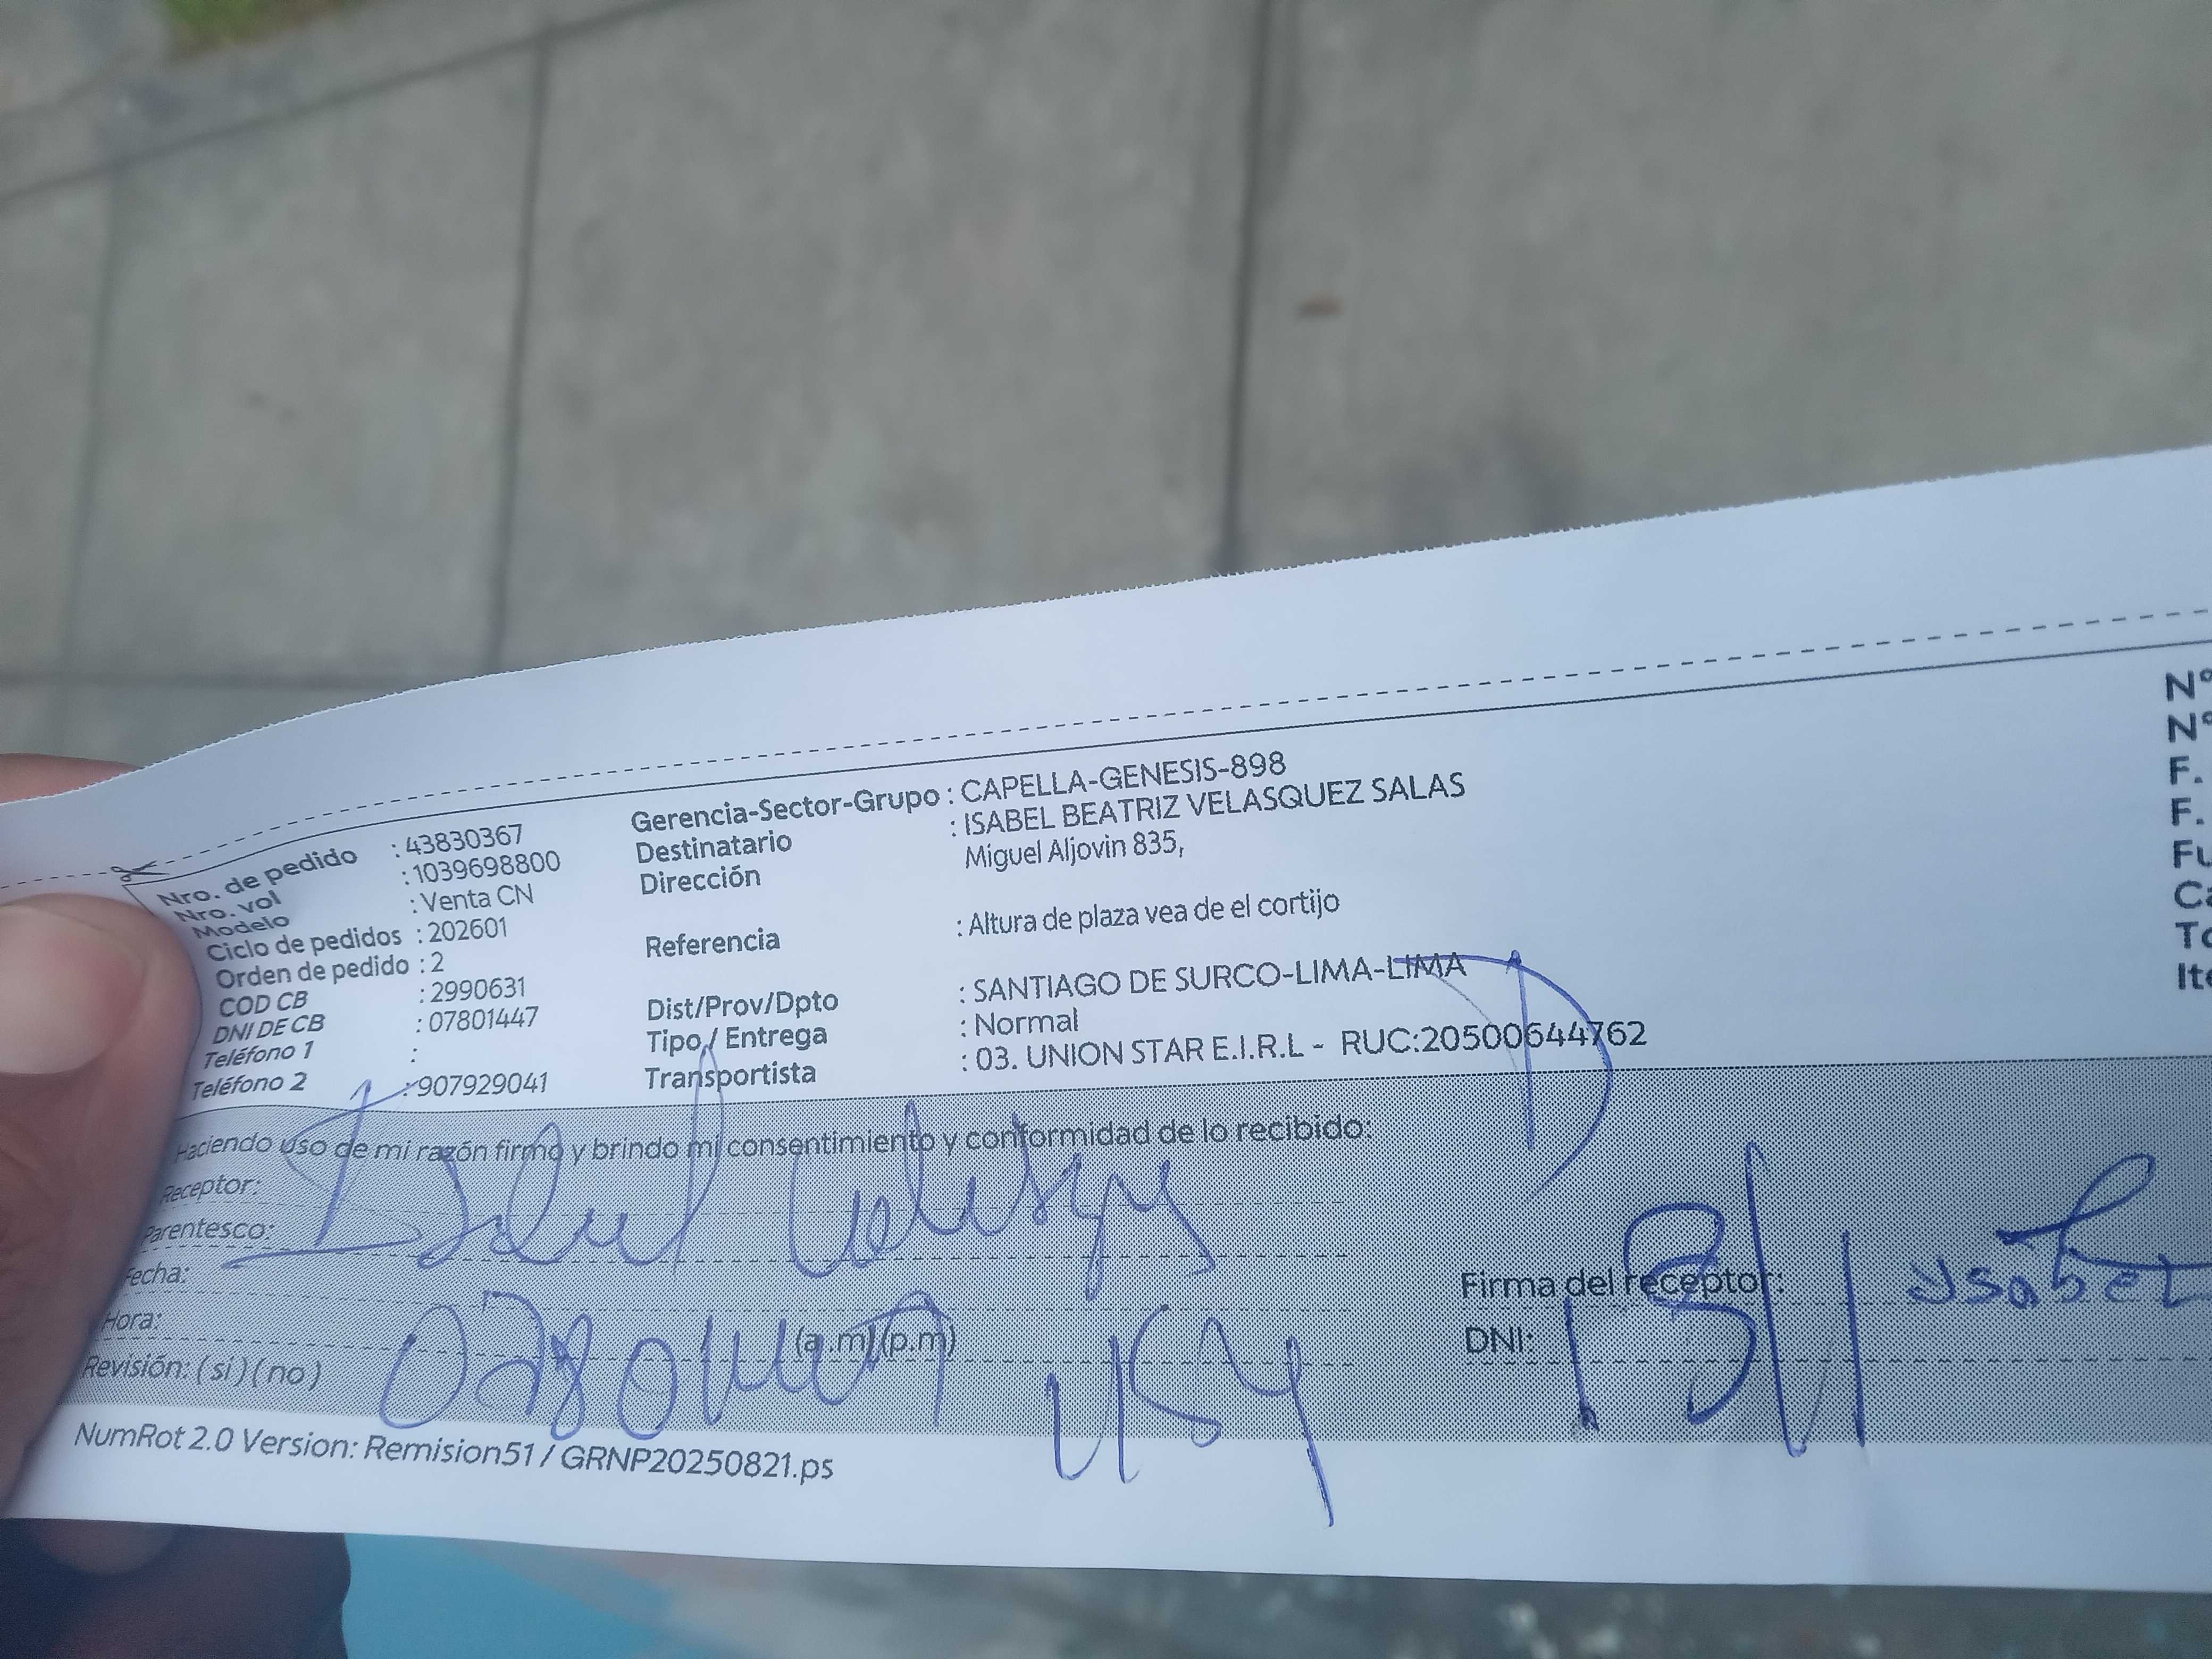 Nro. de pedido : 43830367
Nro. vol : 1039698800
Modelo : Venta CN
Ciclo de pedidos : 202601
Orden de pedido : 2
COD CB : 2990631
DNI DE CB : 07801447
Teléfono 1 :
Teléfono 2 : 907929041
Gerencia-Sector-Grupo : CAPELLA-GENESIS-898
Destinatario : ISABEL BEATRIZ VELASQUEZ SALAS
Dirección Miguel Aljovin 835,
Referencia : Altura de plaza vea de el cortijo
Dist/Prov/Dpto : SANTIAGO DE SURCO-LIMA-LIMA
Tipo / Entrega : Normal
Transportista : 03. UNION STAR E.I.R.L - RUC:20500644762
N°
N°
F.
F.
Fu
Ca
To
Ite
Haciendo uso de mi razón firmo y brindo mi consentimiento y conformidad de lo recibido:
Receptor:
Parentesco:
Fecha:
Hora: (a.m)(p.m)
Revisión: (si) (no)
Firma del receptor: Ysabel
DNI:
NumRot 2.0 Version: Remision51 / GRNP20250821.ps